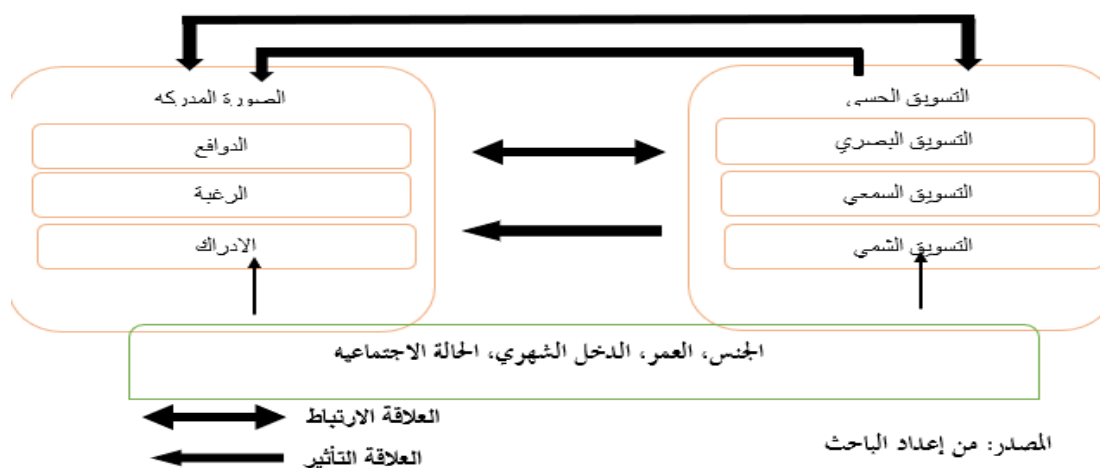 التسويق الحسي
التسويق البصري
التسويق السمعي
التسويق الشمي
الصورة المدركه
الدوافع
الرغبة
الادراك
الجنس، العمر، الدخل الشهري، الحالة الاجتماعيه
العلاقة الارتباط
العلاقة التأثير
المصدر: من إعداد الباحث